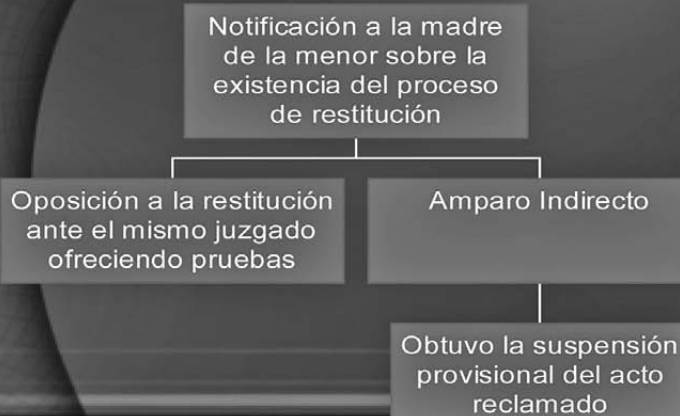 Notificación a la madre
de la menor sobre la
existencia del proceso
de restitución
Oposición a la restitución
ante el mismo juzgado
ofreciendo pruebas
Amparo Indirecto
Obtuvo la suspensión
provisional del acto
reclamado